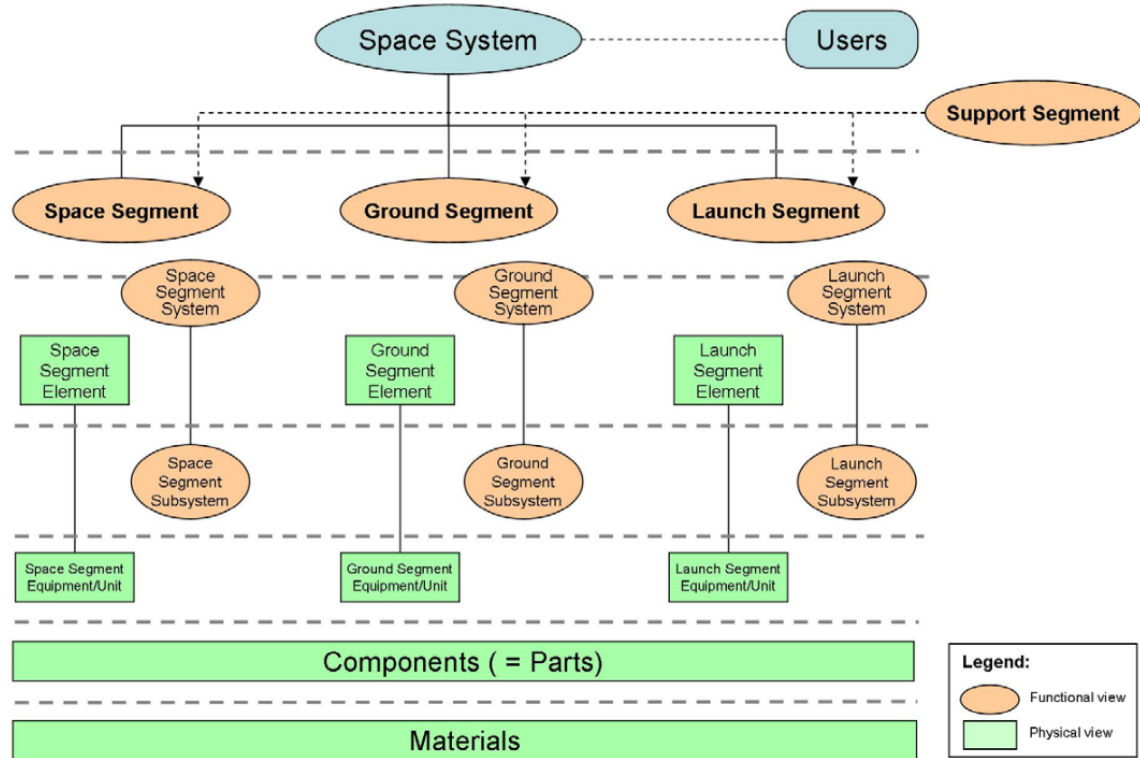 Space System
Users
Support Segment
Space Segment
Ground Segment
Launch Segment
Space
Segment
System
Ground
Segment
System
Launch
Segment
System
Space
Segment
Element
Ground
Segment
Element
Launch
Segment
Element
Space
Segment
Subsystem
Ground
Segment
Subsystem
Launch
Segment
Subsystem
Space Segment
Equipment/Unit
Ground Segment
Equipment/Unit
Launch Segment
Equipment/Unit
Components ( = Parts)
Materials
Legend:
Functional view
Physical view